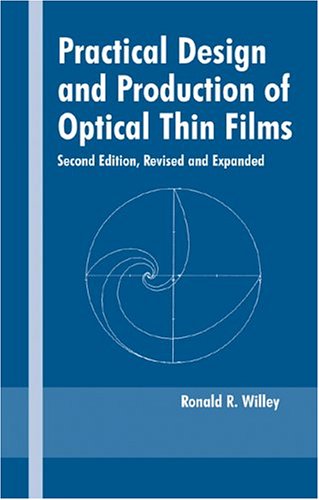 Practical Design
and Production of
Optical Thin Films
Second Edition, Revised and Expanded
Ronald R. Willey